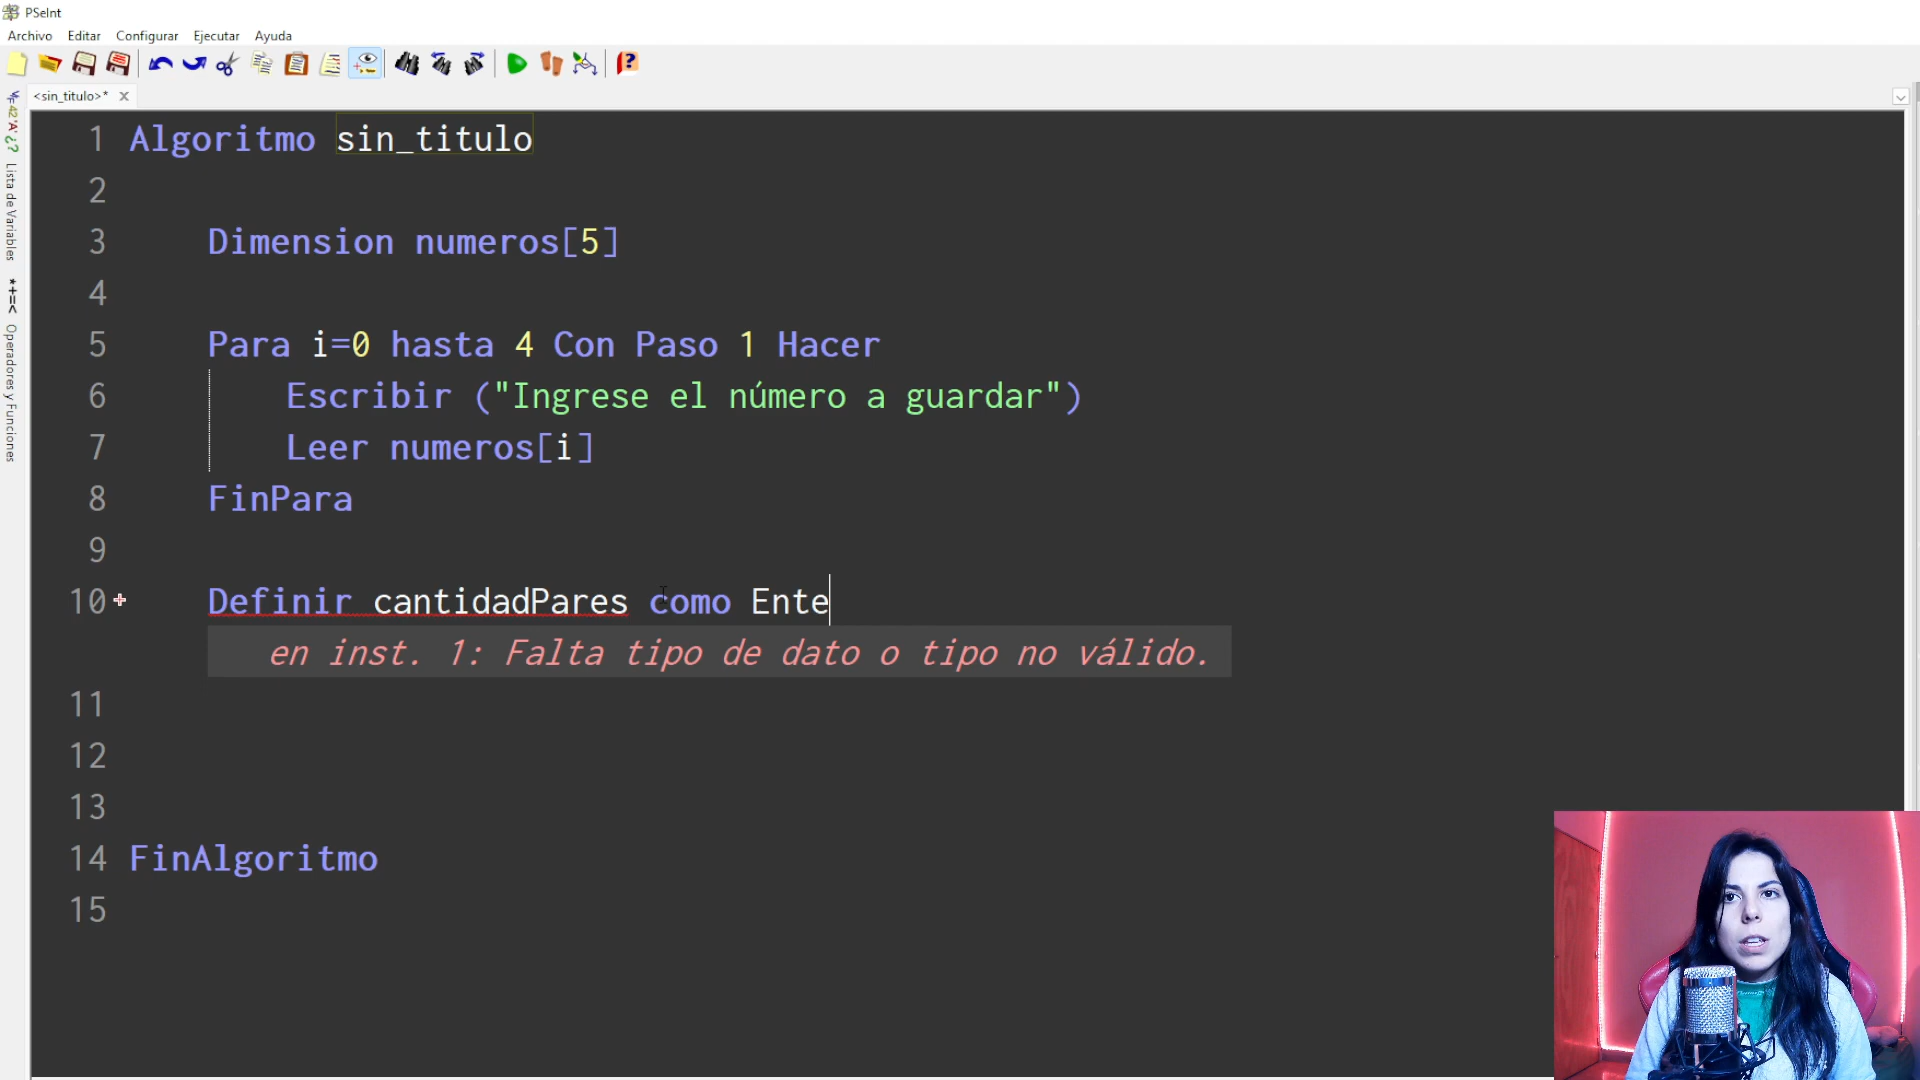 PSeInt
Archivo Editar Configurar Ejecutar Ayuda
<sin_titulo>* ×
Lista de Variables
*+=<
Operadores y Funciones
1 Algoritmo sin_titulo
2
3 Dimension numeros[5]
4
5 Para i=0 hasta 4 Con Paso 1 Hacer
6 Escribir ("Ingrese el número a guardar")
7 Leer numeros[i]
8 FinPara
9
10 Definir cantidadPares como Ente
en inst. 1: Falta tipo de dato o tipo no válido.
11
12
13
14 FinAlgoritmo
15